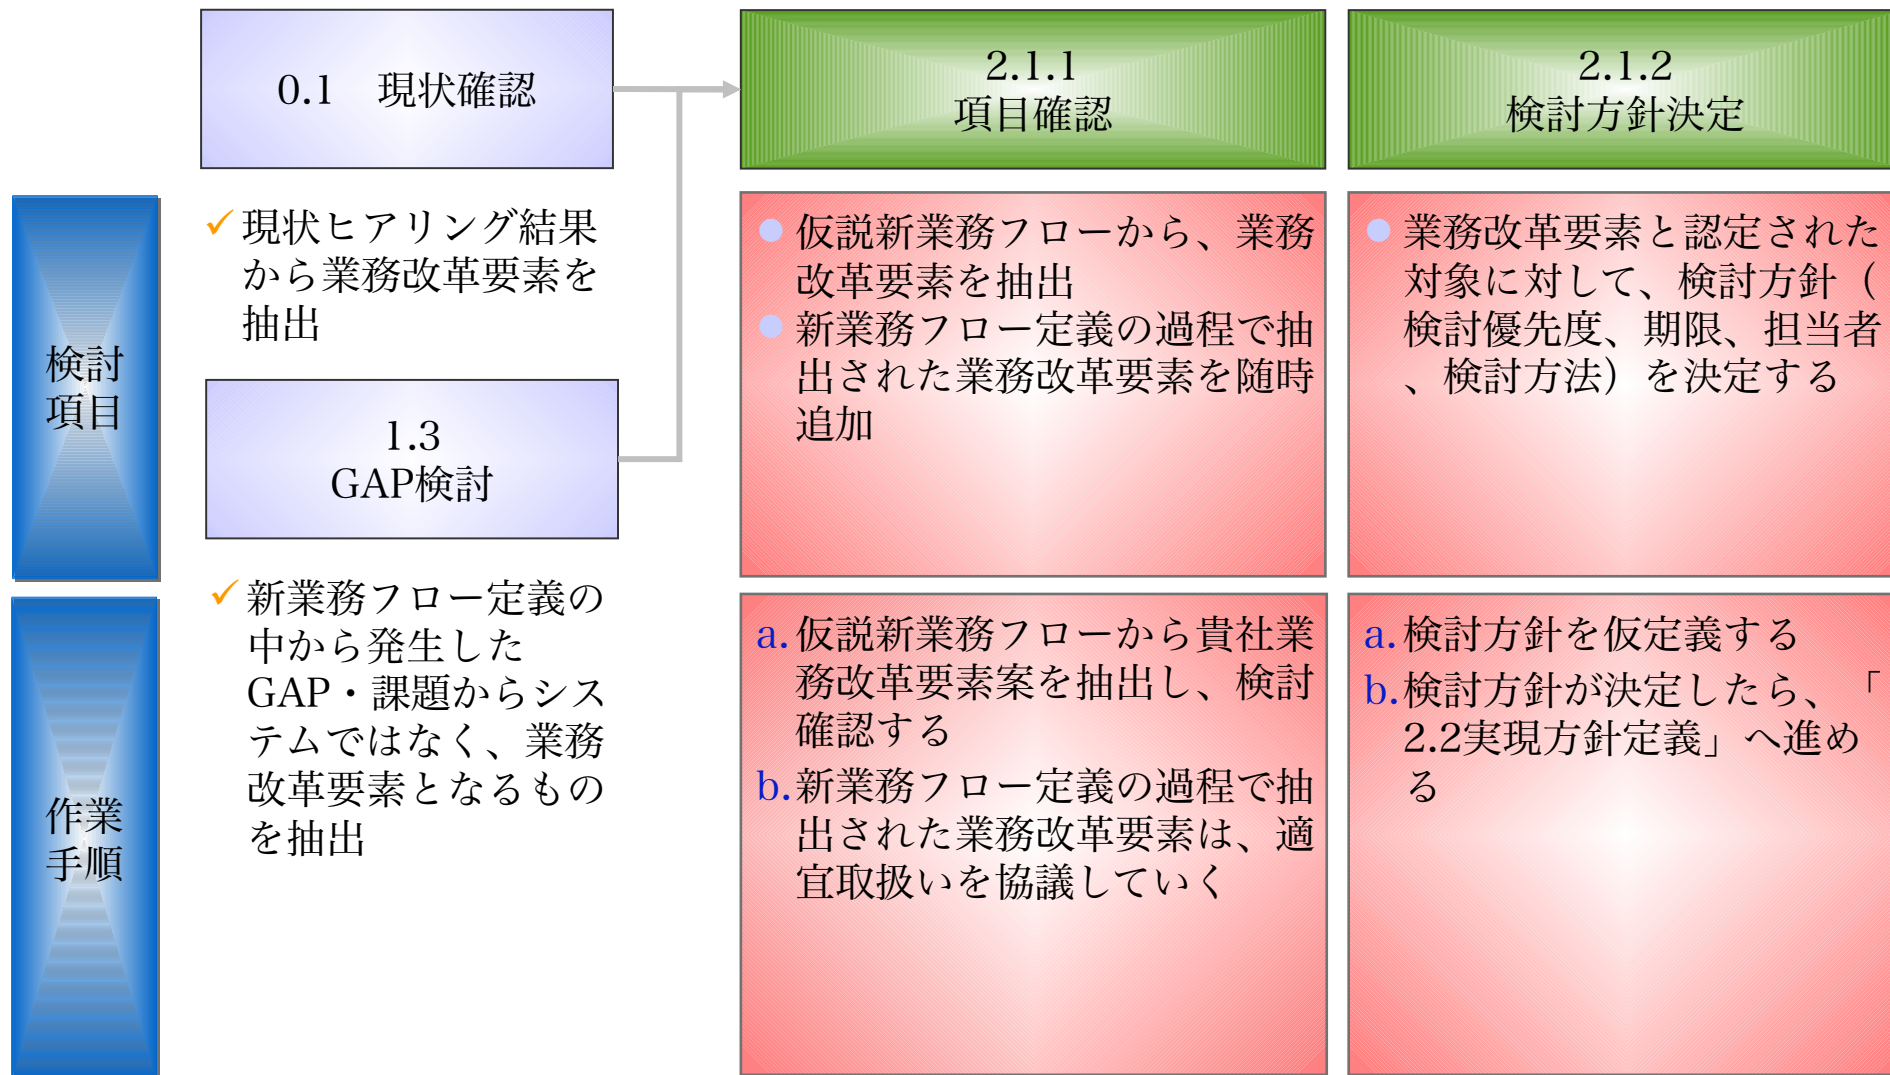 0.1　現状確認
2.1.1
項目確認
2.1.2
検討方針決定
検討
項目
✓現状ヒアリング結果
から業務改革要素を
抽出
1.3
GAP検討
✓新業務フロー定義の
中から発生した
GAP・課題からシス
テムではなく、業務
改革要素となるもの
を抽出
● 仮説新業務フローから、業務
改革要素を抽出
● 新業務フロー定義の過程で抽
出された業務改革要素を随時
追加
● 業務改革要素と認定された
対象に対して、検討方針（
検討優先度、期限、担当者
、検討方法）を決定する
作業
手順
a.仮説新業務フローから貴社業
務改革要素案を抽出し、検討
確認する
b.新業務フロー定義の過程で抽
出された業務改革要素は、適
宜取扱いを協議していく
a.検討方針を仮定義する
b.検討方針が決定したら、「
2.2実現方針定義」へ進め
る